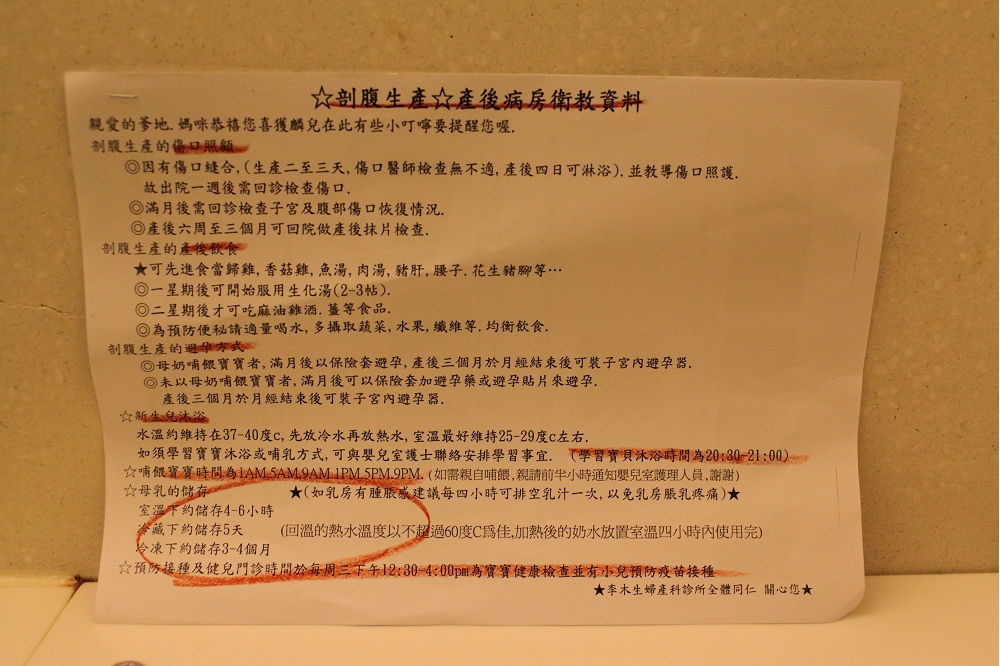 ☆剖腹生產☆產後病房衛教資料
親愛的爹地.媽咪恭禧您喜獲麟兒在此有些小叮嚀要提醒您喔.
剖腹生產的傷口照顧
◎因有傷口縫合,(生產二至三天,傷口醫師檢查無不適,產後四日可淋浴).並教導傷口照護.
故出院一週後需回診檢查傷口.
◎滿月後需回診檢查子宮及腹部傷口恢復情況.
◎產後六周至三個月可回院做產後抹片檢查.
剖腹生產的產後飲食
★可先進食當歸雞,香菇雞,魚湯,肉湯,豬肝,腰子.花生豬腳等…
◎一星期後可開始服用生化湯(2-3帖).
◎二星期後才可吃麻油雞酒.薑等食品.
◎為預防便秘請適量喝水,多攝取蔬菜,水果,纖維等.均衡飲食.
剖腹生產的避孕方式
◎母奶哺餵寶寶者,滿月後以保險套避孕,產後三個月於月經結束後可裝子宮內避孕器.
◎未以母奶哺餵寶寶者,滿月後可以保險套加避孕藥或避孕貼片來避孕.
產後三個月於月經結束後可裝子宮內避孕器.
☆新生兒沐浴
水溫約維持在37-40度c,先放冷水再放熱水,室溫最好維持25-29度c左右.
如須學習寶寶沐浴或哺乳方式,可與嬰兒室護士聯絡安排學習事宜. (學習寶貝沐浴時間為20:30-21:00)
☆哺餵寶寶時間為1AM.5AM.9AM.1PM.5PM.9PM.(如需親自哺餵,親請前半小時通知嬰兒室護理人員,謝謝)
☆母乳的儲存 ★(如乳房有腫脹感建議每四小時可排空乳汁一次,以免乳房脹乳疼痛)★
室溫下約儲存4-6小時
冷藏下約儲存5天 (回溫的熱水溫度以不超過60度C為佳,加熱後的奶水放置室溫四小時內使用完)
冷凍下約儲存3-4個月
☆預防接種及健兒門診時間於每周三下午12:30-4:00pm為寶寶健康檢查並有小兒預防疫苗接種
★李木生婦產科診所全體同仁 關心您★